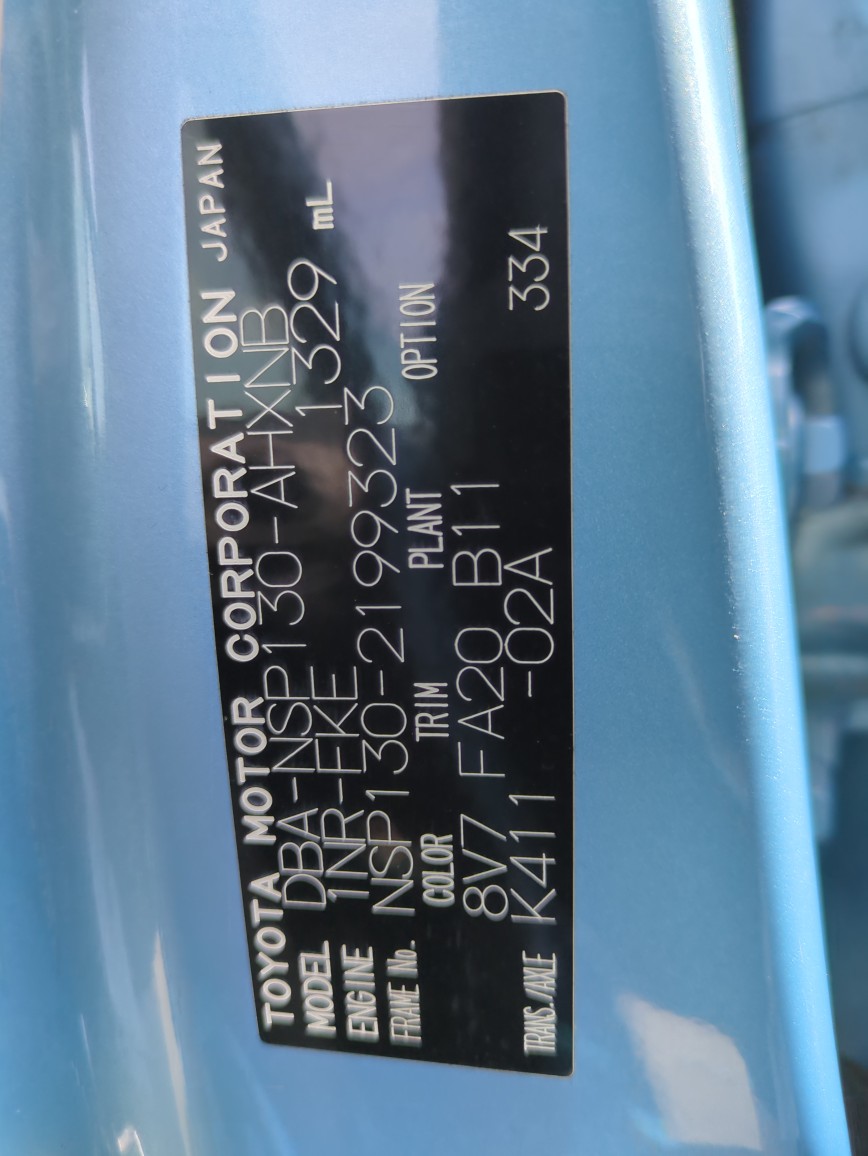 TOYOTA MOTOR CORPORATION JAPAN
MODEL DBA-NSP130-AHXNB
ENGINE 1NR-FKE 1329 mL
FRAME No. NSP130-2199323
COLOR TRIM PLANT OPTION
8V7 FA20 B11
TRANS./AXLE K411 -02A 334